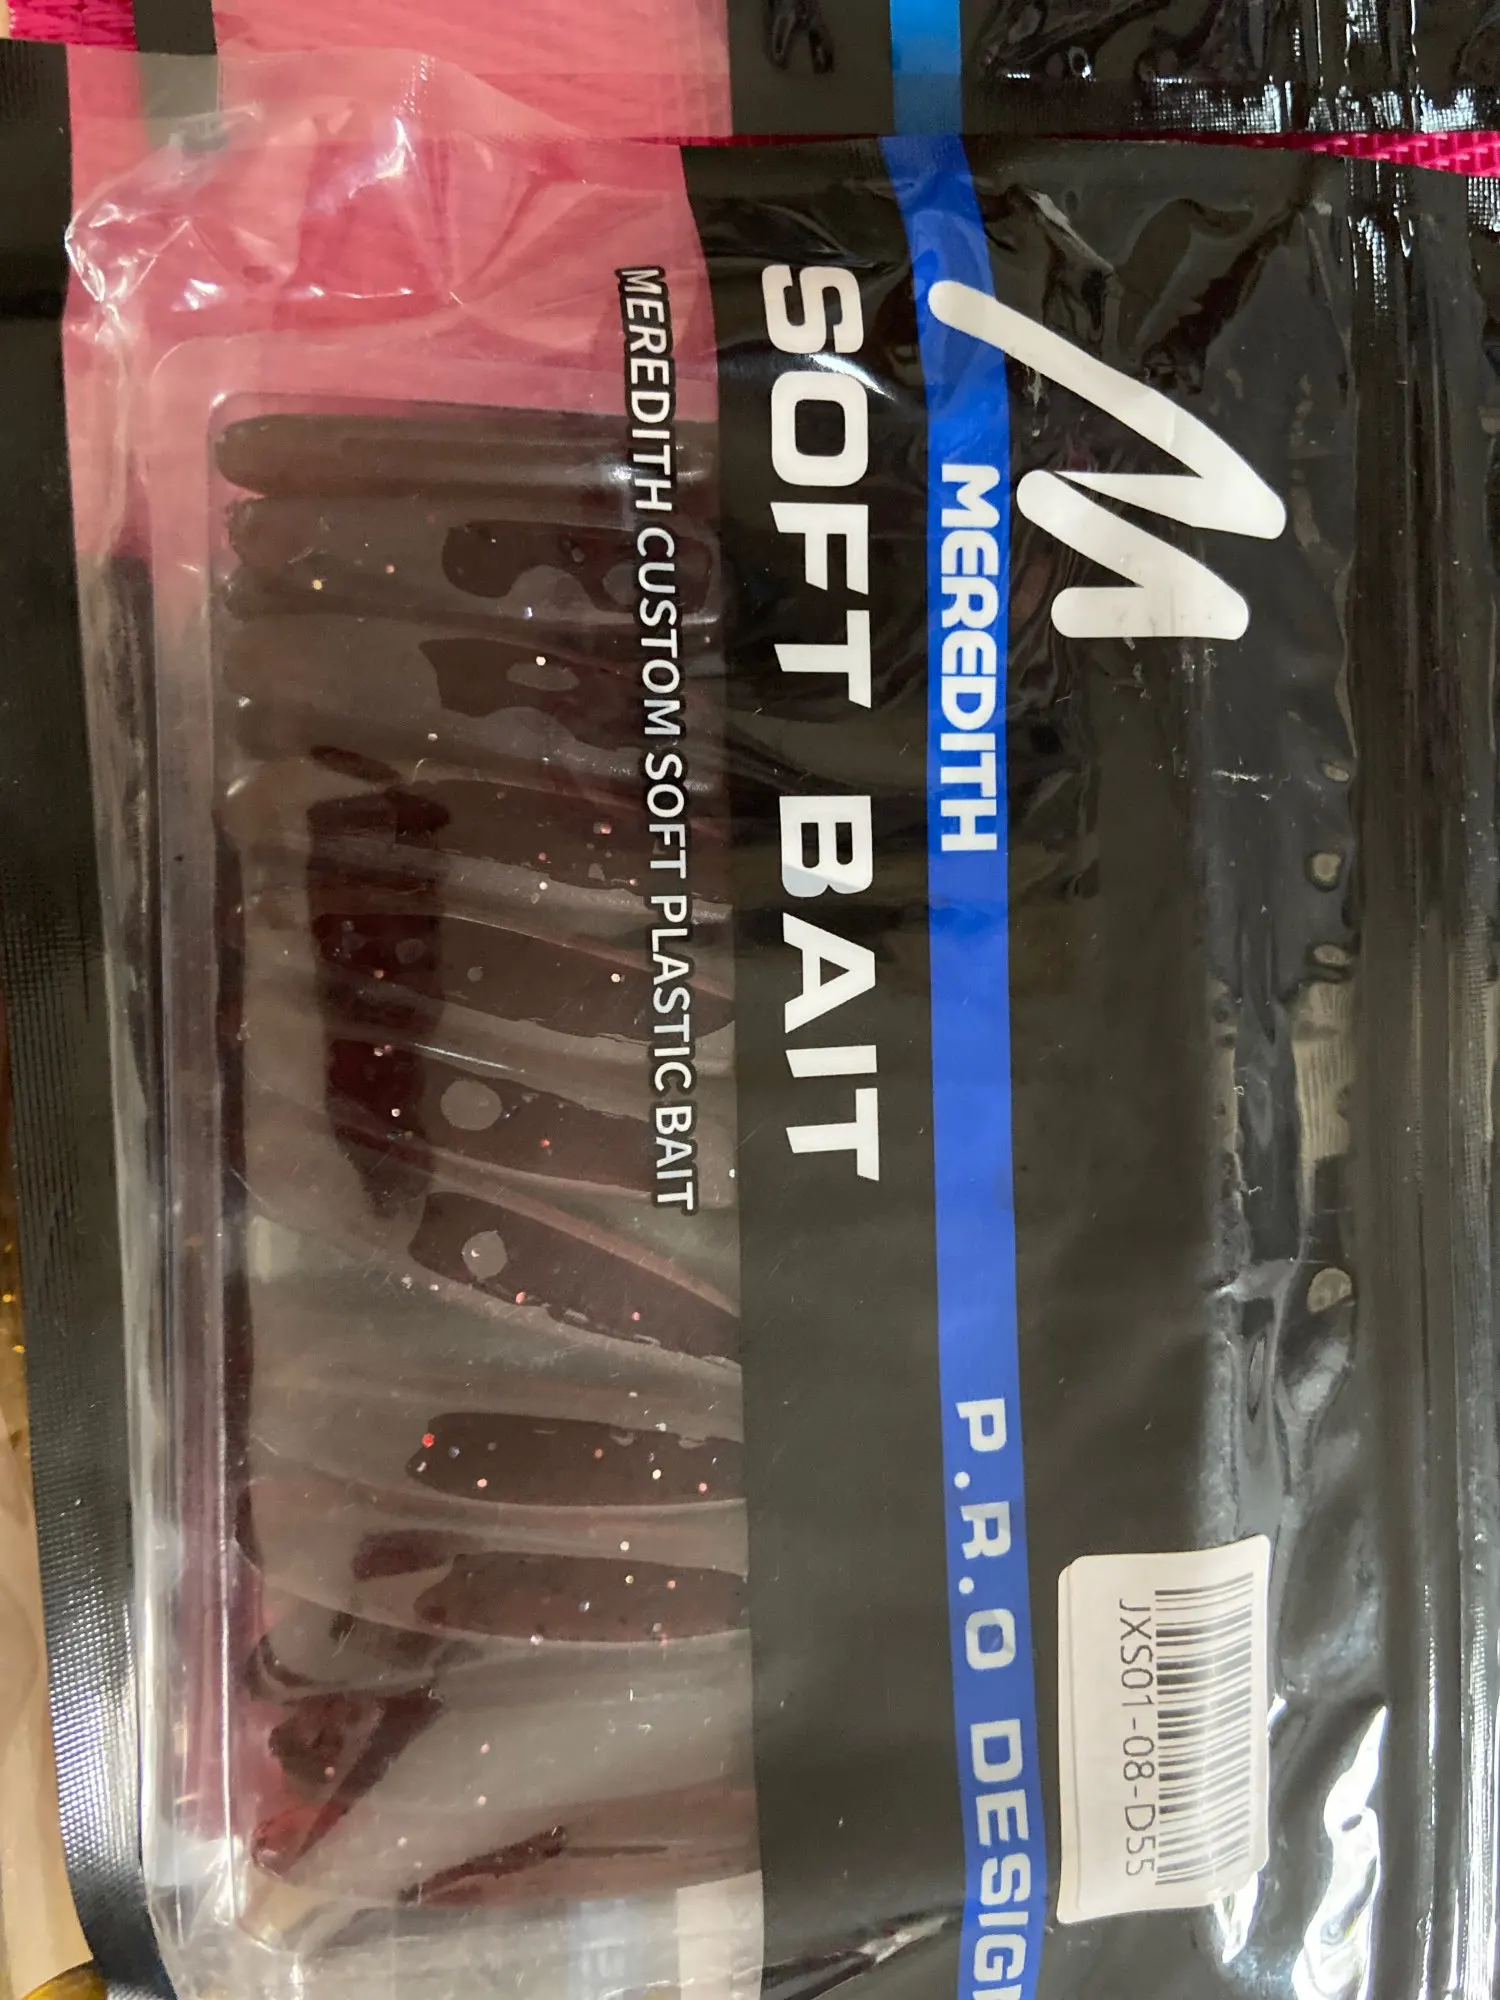 MEREDITH
P.R.O DESIGN
SOFT BAIT
MEREDITH CUSTOM SOFT PLASTIC BAIT
JXS01-08-D55